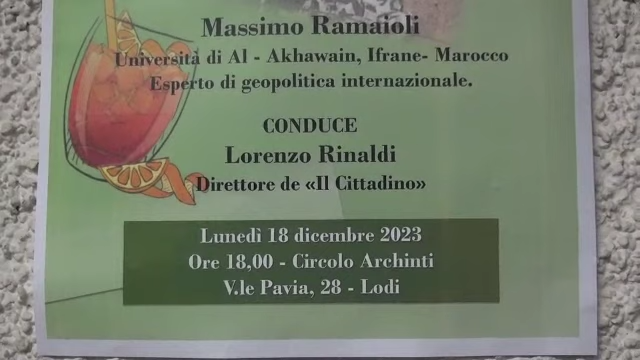 Massimo Ramaioli
Università di Al - Akhawain, Ifrane- Marocco
Esperto di geopolitica internazionale.
CONDUCE
Lorenzo Rinaldi
Direttore de «Il Cittadino»
Lunedì 18 dicembre 2023
Ore 18,00 - Circolo Archinti
V.le Pavia, 28 - Lodi